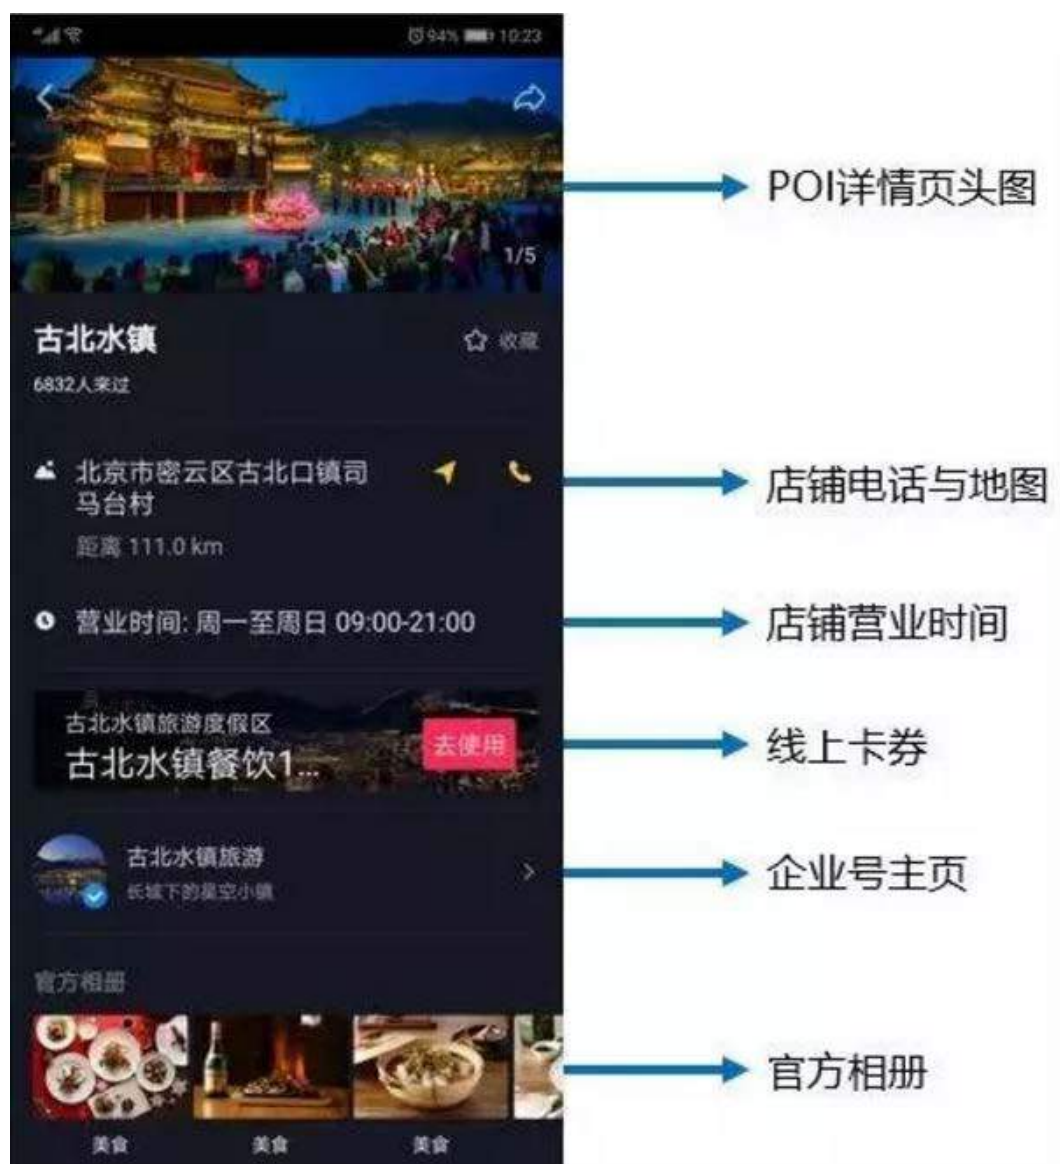 94% 10:23
POI详情页头图
1/5
古北水镇
收藏
6832人来过
北京市密云区古北口镇司
马台村
店铺电话与地图
距离 111.0 km
营业时间: 周一至周日 09:00-21:00
店铺营业时间
古北水镇旅游度假区
古北水镇餐饮1...
去使用
线上卡券
古北水镇旅游
长城下的星空小镇
企业号主页
官方相册
官方相册
美食
美食
美食